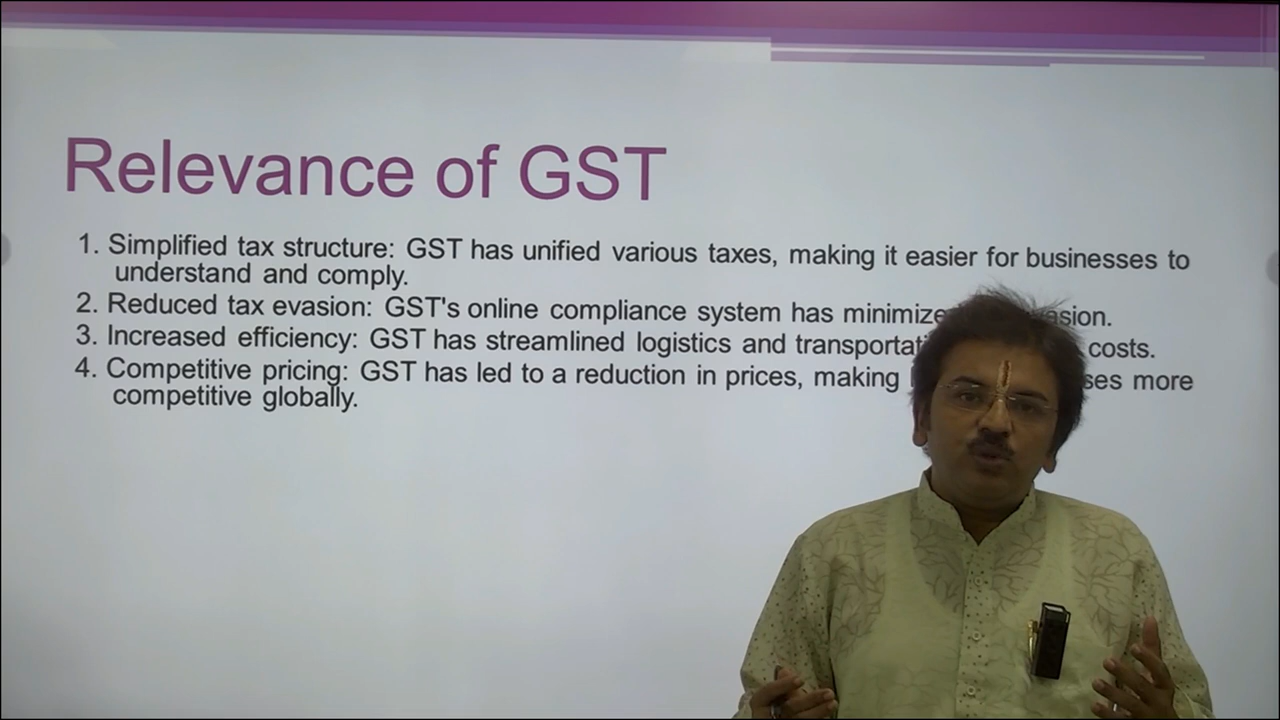 Relevance of GST
1. Simplified tax structure: GST has unified various taxes, making it easier for businesses to
understand and comply.
2. Reduced tax evasion: GST's online compliance system has minimize
3. Increased efficiency: GST has streamlined logistics and transportat costs.
4. Competitive pricing: GST has led to a reduction in prices, making more
competitive globally.